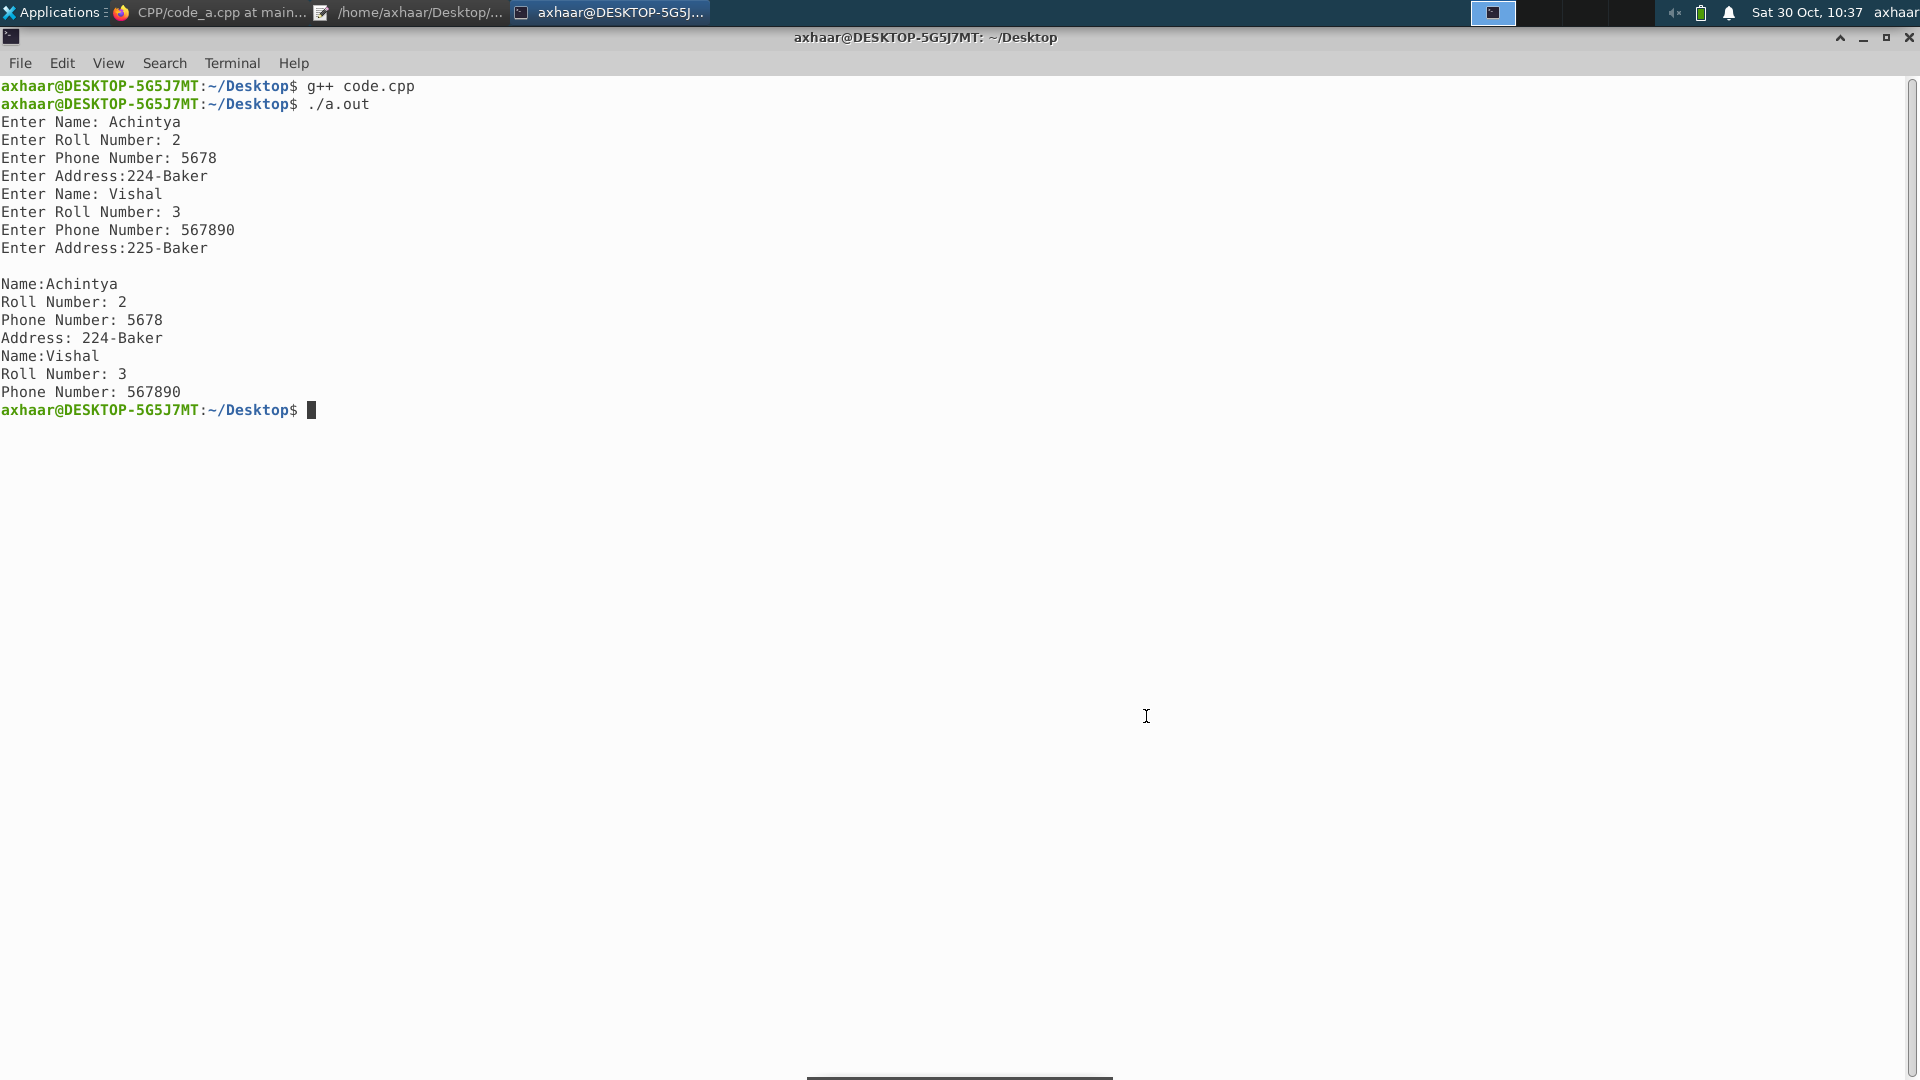 Applications CPP/code_a.cpp at main... /home/axhaar/Desktop/... axhaar@DESKTOP-5G5J... Sat 30 Oct, 10:37 axhaar
axhaar@DESKTOP-5G5J7MT: ~/Desktop
File Edit View Search Terminal Help
axhaar@DESKTOP-5G5J7MT:~/Desktop$ g++ code.cpp
axhaar@DESKTOP-5G5J7MT:~/Desktop$ ./a.out
Enter Name: Achintya
Enter Roll Number: 2
Enter Phone Number: 5678
Enter Address:224-Baker
Enter Name: Vishal
Enter Roll Number: 3
Enter Phone Number: 567890
Enter Address:225-Baker
Name:Achintya
Roll Number: 2
Phone Number: 5678
Address: 224-Baker
Name:Vishal
Roll Number: 3
Phone Number: 567890
axhaar@DESKTOP-5G5J7MT:~/Desktop$